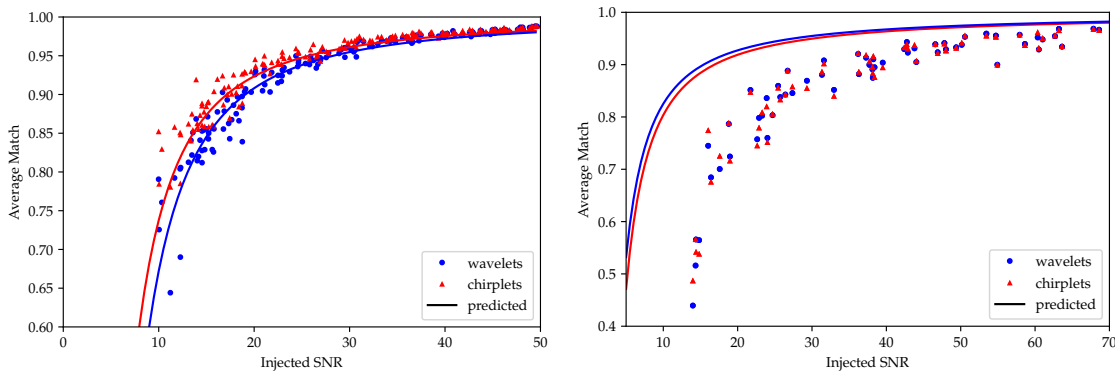 1.00
0.95
0.90
0.85
0.80
0.75
0.70
0.65
0.60
Average Match
0 10 20 30 40 50
Injected SNR
wavelets
chirplets
predicted
1.0
0.9
0.8
0.7
0.6
0.5
0.4
Average Match
10 20 30 40 50 60 70
Injected SNR
wavelets
chirplets
predicted